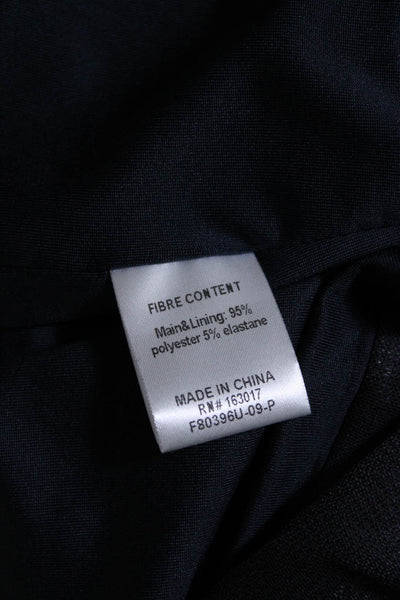 FIBRE CONTENT
Main&Lining: 95%
polyester 5% elastane
MADE IN CHINA
RN# 163017
F80396U-09-P